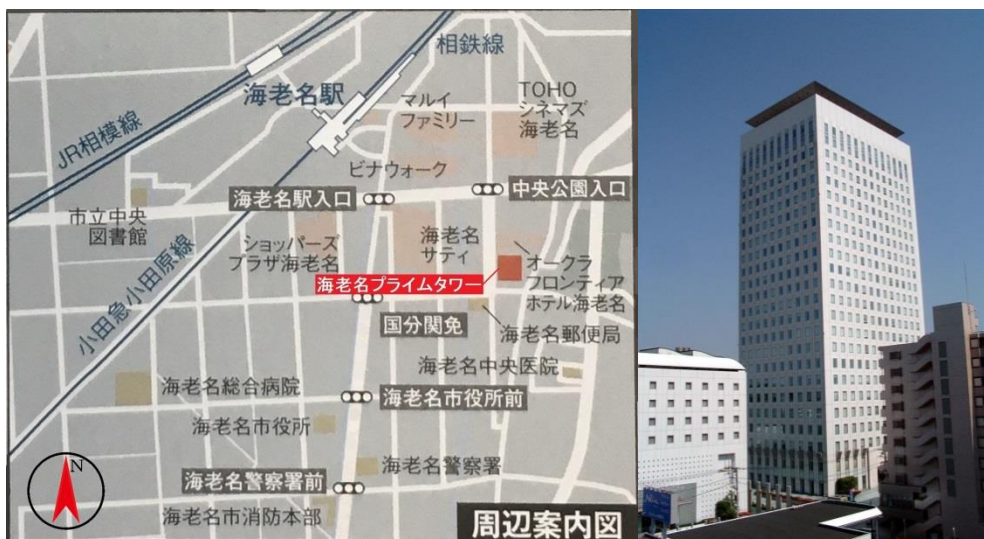 相鉄線
海老名駅
JR相模線
マルイ
ファミリー
TOHO
シネマズ
海老名
ビナウォーク
海老名駅入口
中央公園入口
市立中央
図書館
小田急小田原線
ショッパーズ
プラザ海老名
海老名
サティ
海老名プライムタワー
オークラ
フロンティア
ホテル海老名
国分関免
海老名郵便局
海老名中央医院
海老名総合病院
海老名市役所前
海老名市役所
海老名警察署
海老名警察署前
海老名市消防本部
周辺案内図
N